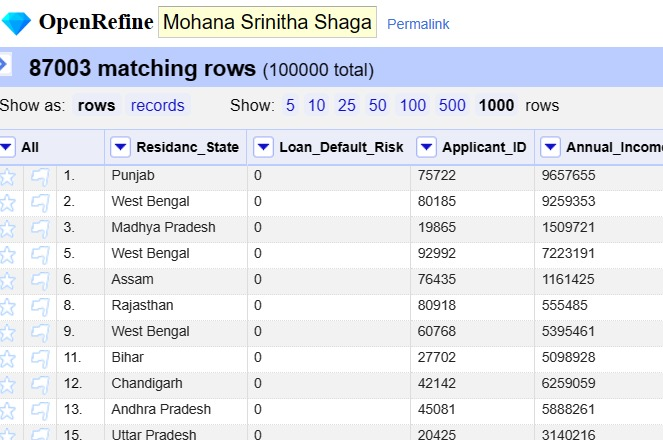 OpenRefine Mohana Srinitha Shaga Permalink
87003 matching rows (100000 total)
Show as: rows records Show: 5 10 25 50 100 500 1000 rows
All Residanc_State Loan_Default_Risk Applicant_ID Annual_Income
1. Punjab 0 75722 9657655
2. West Bengal 0 80185 9259353
3. Madhya Pradesh 0 19865 1509721
5. West Bengal 0 92992 7223191
6. Assam 0 76435 1161425
8. Rajasthan 0 80918 555485
9. West Bengal 0 60768 5395461
11. Bihar 0 27702 5098928
12. Chandigarh 0 42142 6259059
13. Andhra Pradesh 0 45081 5888261
15. Uttar Pradesh 0 20425 3140216